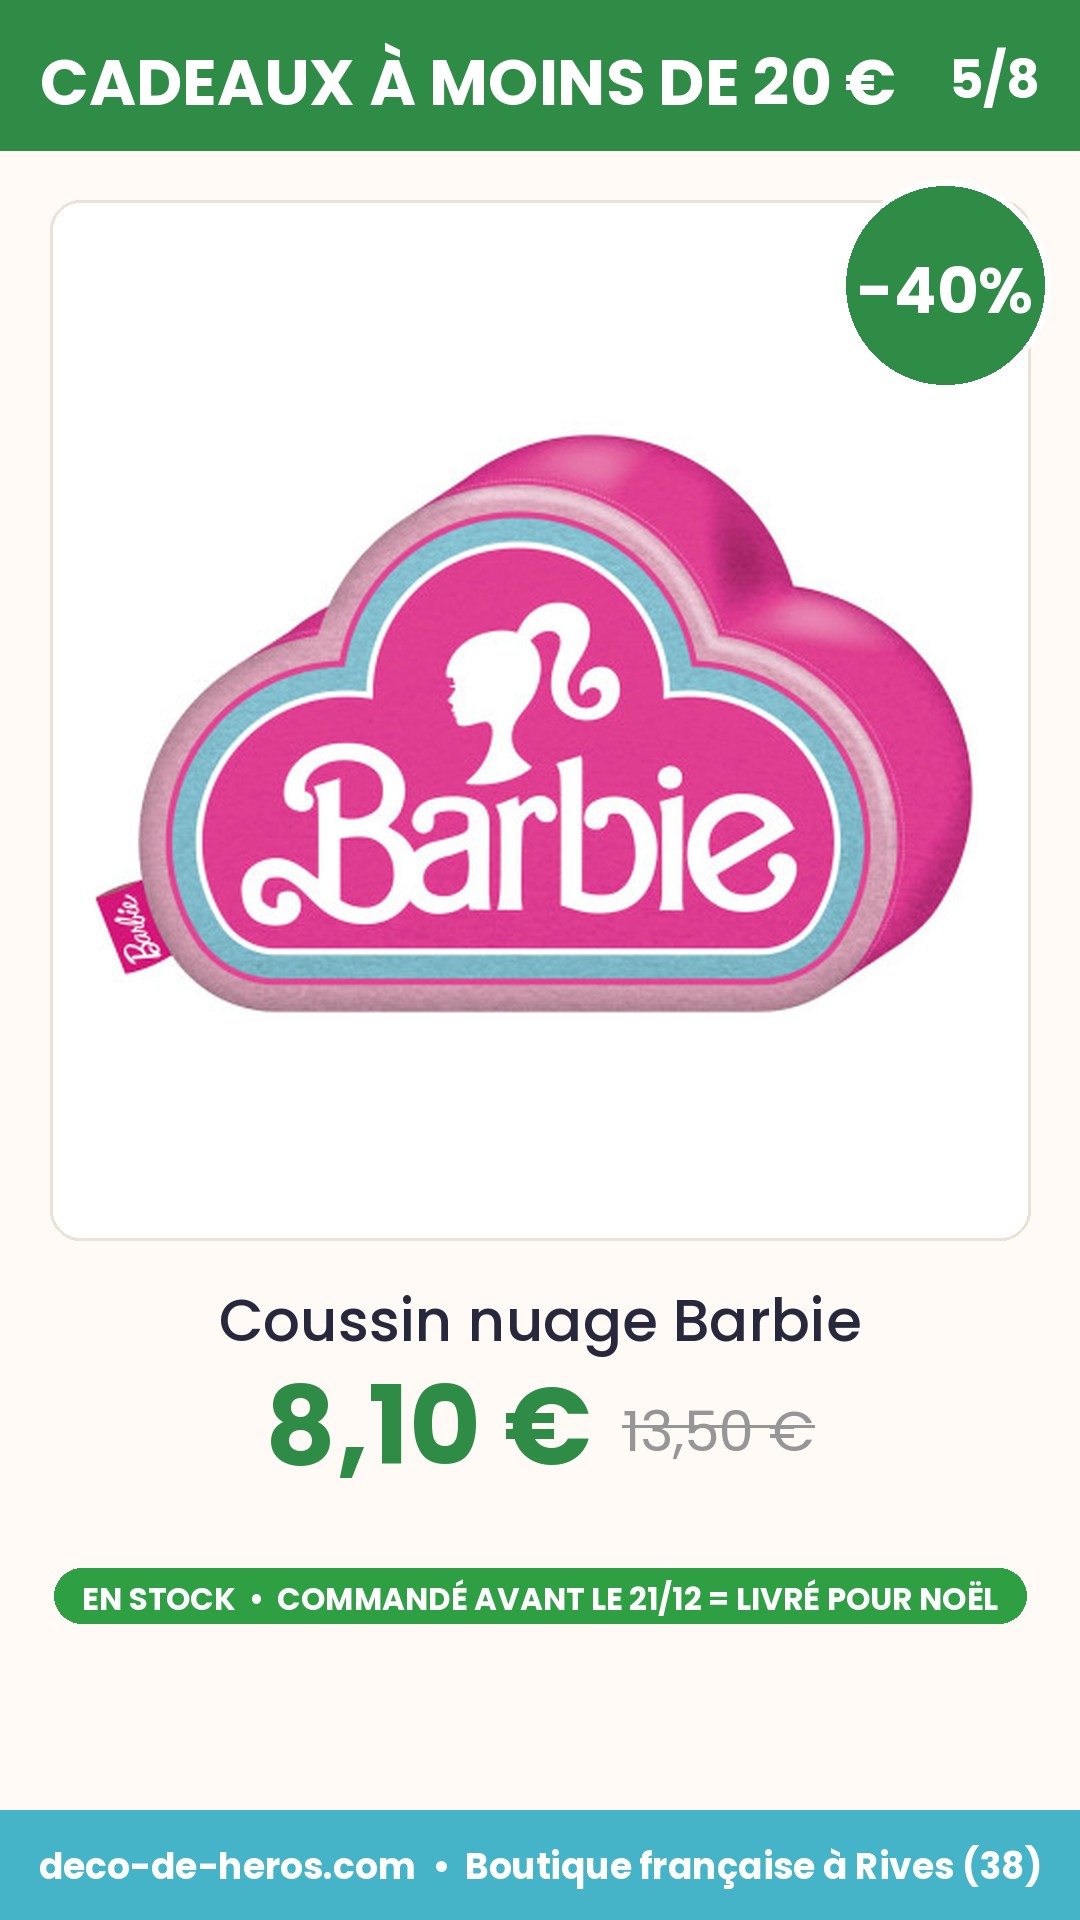 CADEAUX À MOINS DE 20 € 5/8
-40%
Barbie
Barbie
Coussin nuage Barbie
8,10 € 13,50 €
EN STOCK • COMMANDÉ AVANT LE 21/12 = LIVRÉ POUR NOËL
deco-de-heros.com • Boutique française à Rives (38)